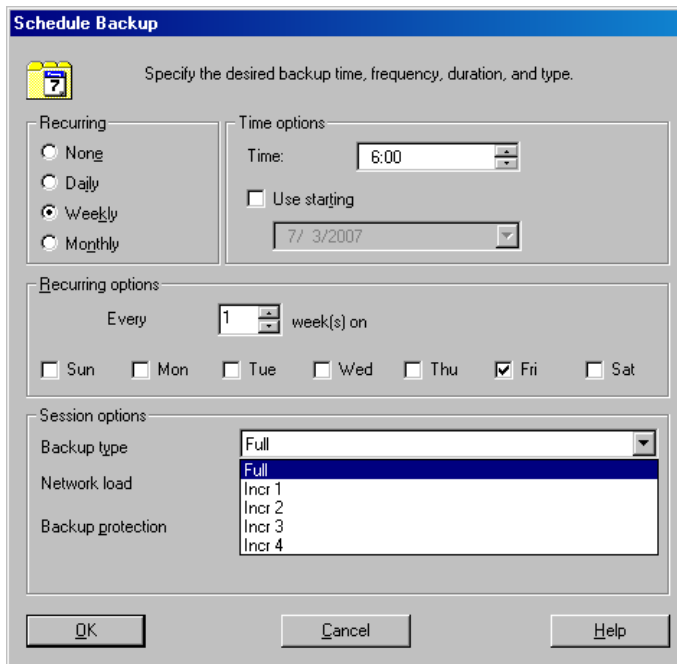 Schedule Backup
7
Specify the desired backup time, frequency, duration, and type.
Recurring
None
Daily
Weekly
Monthly
Time options
Time: 6:00
Use starting
7/ 3/2007
Recurring options
Every 1 week(s) on
Sun Mon Tue Wed Thu Fri Sat
Session options
Backup type Full
Full
Network load
Incr 1
Incr 2
Backup protection
Incr 3
Incr 4
OK Cancel Help